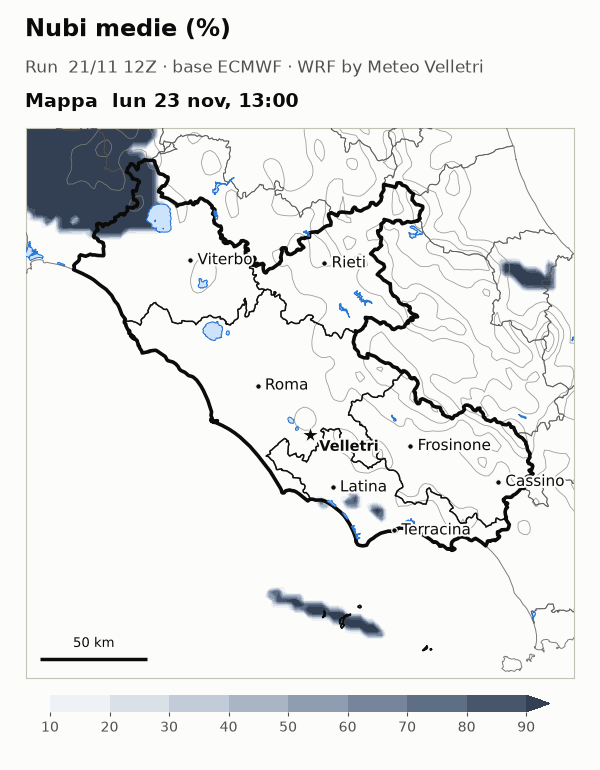 Nubi medie (%)
Run 21/11 12Z · base ECMWF · WRF by Meteo Velletri
Mappa lun 23 nov, 13:00
Viterbo
Rieti
Roma
Velletri
Frosinone
Latina
Cassino
Terracina
50 km
10 20 30 40 50 60 70 80 90